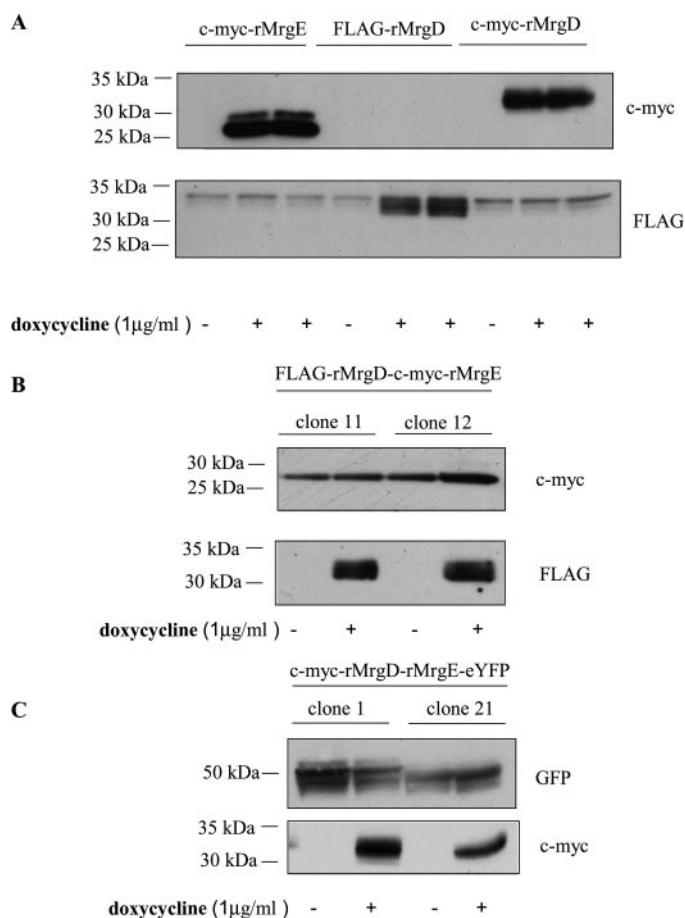 A
c-myc-rMrgE FLAG-rMrgD c-myc-rMrgD
35 kDa
30 kDa
25 kDa
c-myc
35 kDa
30 kDa
25 kDa
FLAG
doxycycline (1μg/ml ) - + + - + + - + +
B
FLAG-rMrgD-c-myc-rMrgE
clone 11 clone 12
30 kDa
25 kDa
c-myc
35 kDa
30 kDa
FLAG
doxycycline (1μg/ml ) - + - +
C
c-myc-rMrgD-rMrgE-eYFP
clone 1 clone 21
50 kDa
GFP
35 kDa
30 kDa
c-myc
doxycycline (1μg/ml ) - + - +